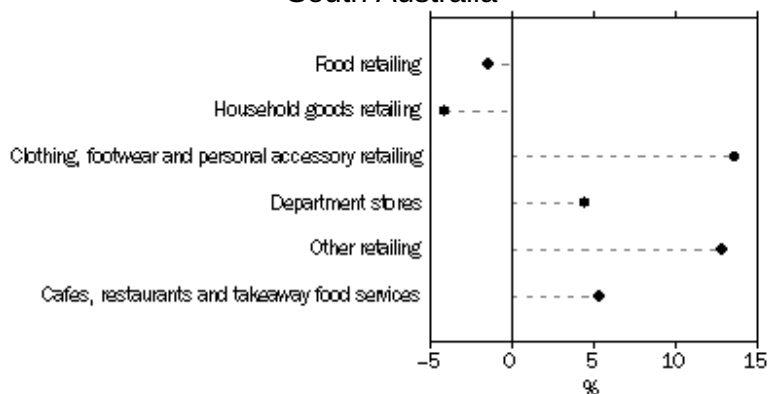 South Australia
Food retailing
Household goods retailing
Clothing, footwear and personal accessory retailing
Department stores
Other retailing
Cafes, restaurants and takeaway food services
–5 0 5 10 15
%